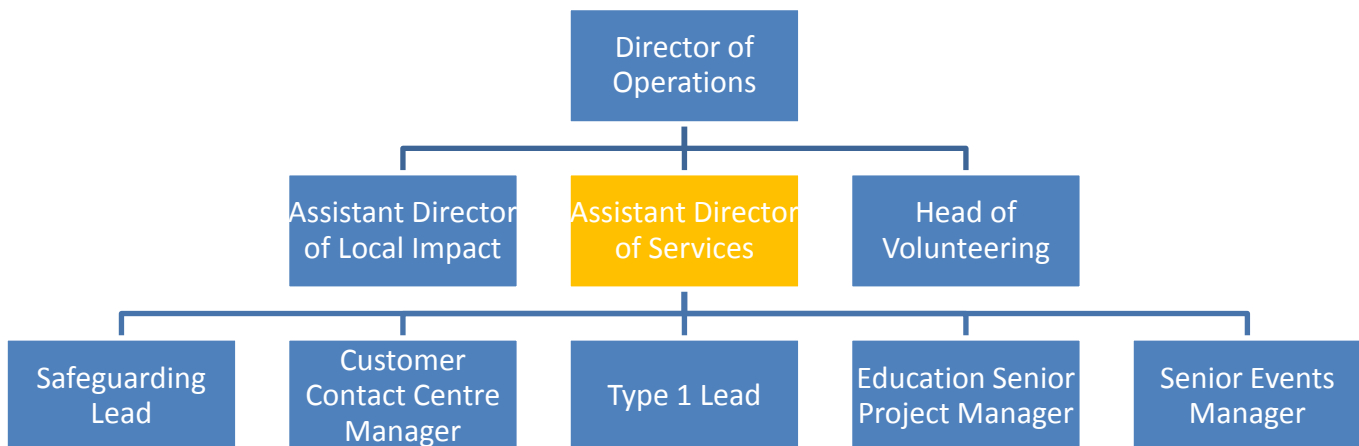 Director of
Operations
Assistant Director
of Local Impact
Assistant Director
of Services
Head of
Volunteering
Safeguarding
Lead
Customer
Contact Centre
Manager
Type 1 Lead
Education Senior
Project Manager
Senior Events
Manager